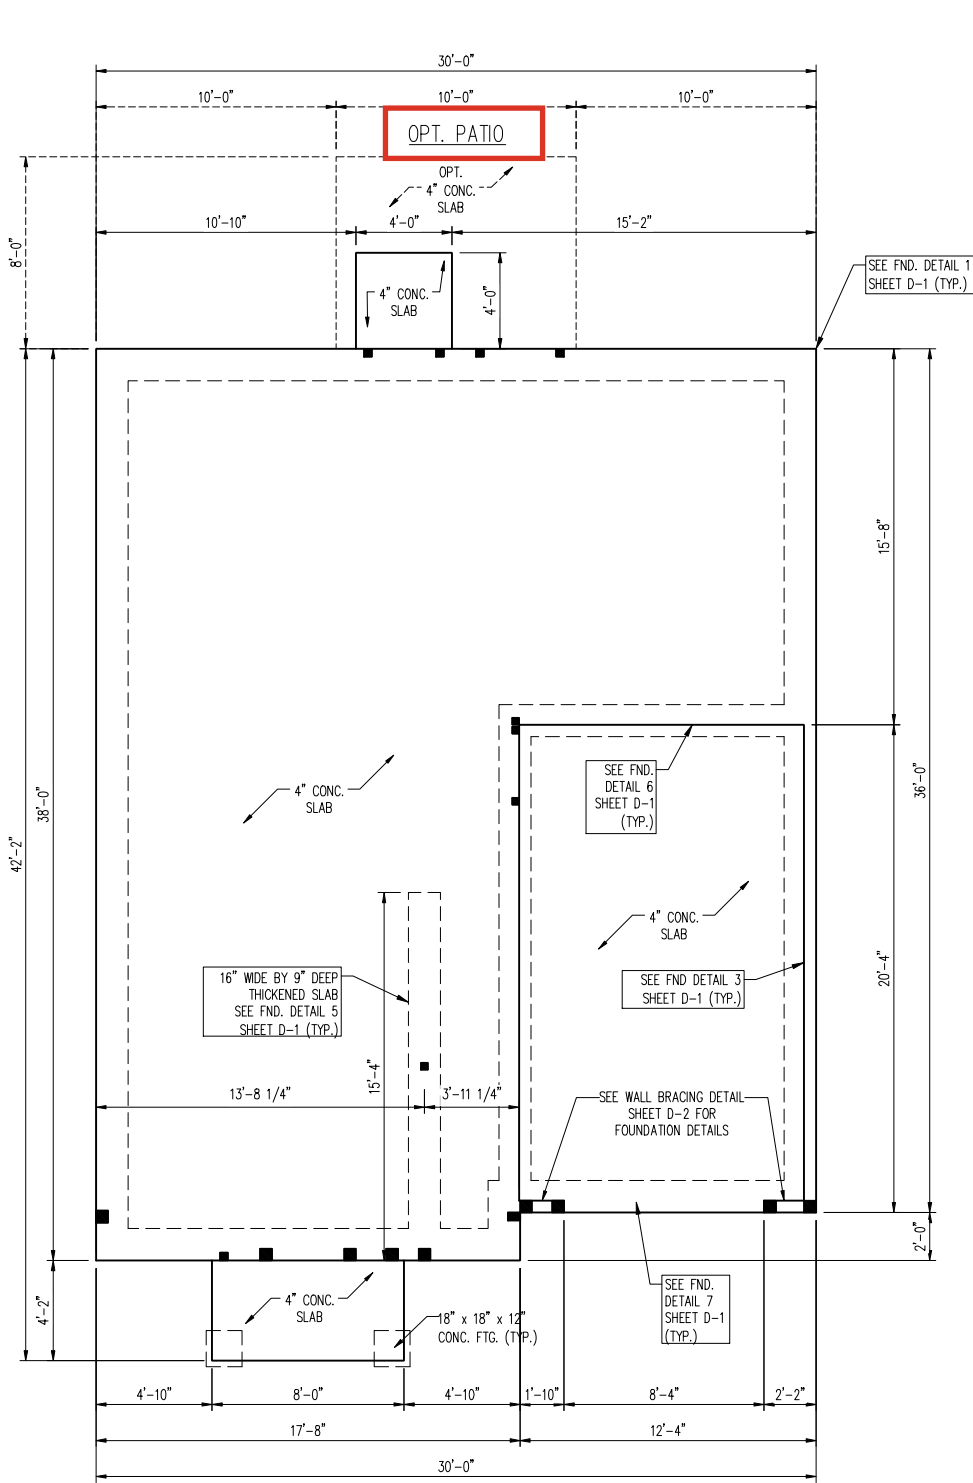 30'-0"
10'-0"
10'-0"
10'-0"
OPT. PATIO
OPT.
4" CONC.
SLAB
8'-0"
10'-10"
4'-0"
15'-2"
4" CONC.
SLAB
4'-0"
SEE FND. DETAIL 1
SHEET D-1 (TYP.)
15'-8"
36'-0"
38'-0"
42'-2"
4" CONC.
SLAB
SEE FND.
DETAIL 6
SHEET D-1
(TYP.)
4" CONC.
SLAB
20'-4"
16" WIDE BY 9" DEEP
THICKENED SLAB
SEE FND. DETAIL 5
SHEET D-1 (TYP.)
SEE FND DETAIL 3
SHEET D-1 (TYP.)
15'-4"
13'-8 1/4"
3'-11 1/4"
SEE WALL BRACING DETAIL
SHEET D-2 FOR
FOUNDATION DETAILS
2'-0"
4'-2"
4" CONC.
SLAB
18" x 18" x 12"
CONC. FTG. (TYP.)
SEE FND.
DETAIL 7
SHEET D-1
(TYP.)
4'-10"
8'-0"
4'-10"
1'-10"
8'-4"
2'-2"
17'-8"
12'-4"
30'-0"